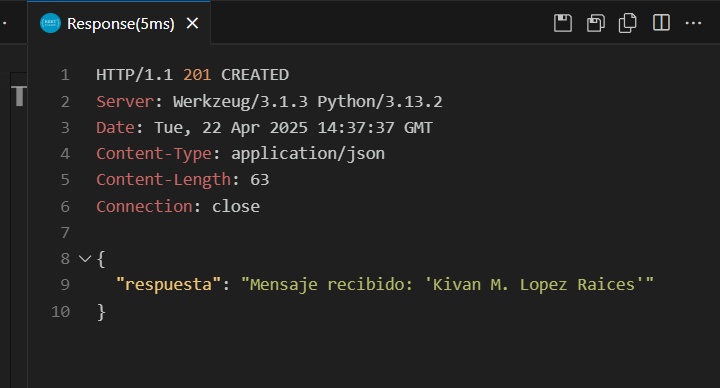 Response(5ms)
1 HTTP/1.1 201 CREATED
2 Server: Werkzeug/3.1.3 Python/3.13.2
3 Date: Tue, 22 Apr 2025 14:37:37 GMT
4 Content-Type: application/json
5 Content-Length: 63
6 Connection: close
7
8 {
9 "respuesta": "Mensaje recibido: 'Kivan M. Lopez Raices'"
10 }